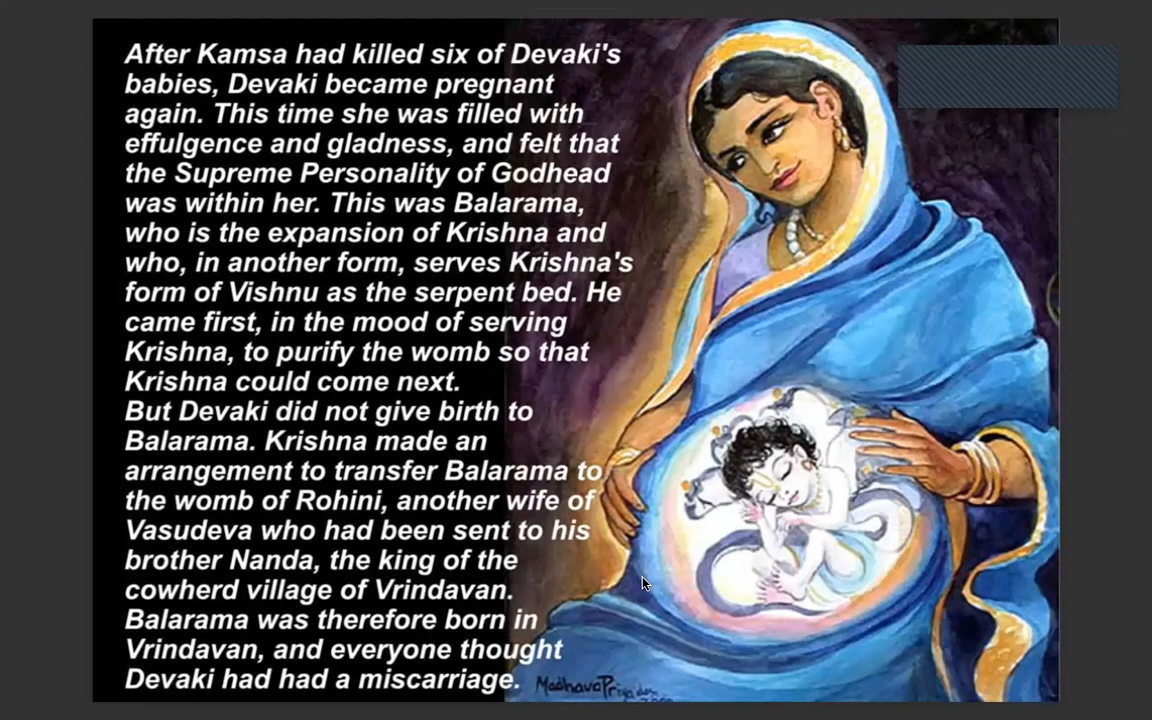 After Kamsa had killed six of Devaki's
babies, Devaki became pregnant
again. This time she was filled with
effulgence and gladness, and felt that
the Supreme Personality of Godhead
was within her. This was Balarama,
who is the expansion of Krishna and
who, in another form, serves Krishna's
form of Vishnu as the serpent bed. He
came first, in the mood of serving
Krishna, to purify the womb so that
Krishna could come next.
But Devaki did not give birth to
Balarama. Krishna made an
arrangement to transfer Balarama to
the womb of Rohini, another wife of
Vasudeva who had been sent to his
brother Nanda, the king of the
cowherd village of Vrindavan.
Balarama was therefore born in
Vrindavan, and everyone thought
Devaki had had a miscarriage.